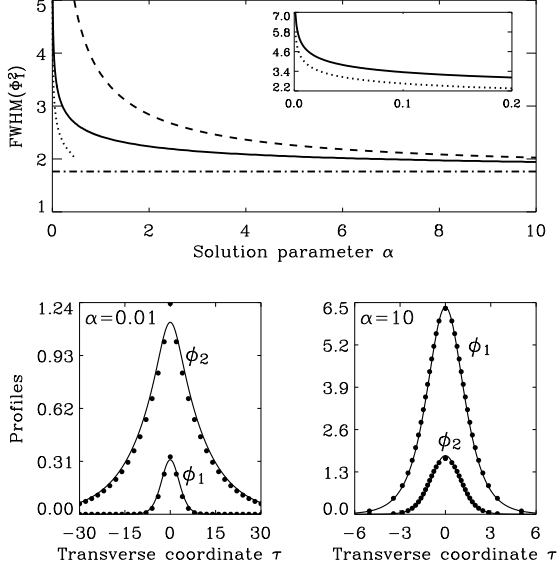 5
4
3
2
1
FWHM(Φ₁²)
0 2 4 6 8 10
Solution parameter α
7.0
5.8
4.6
3.4
2.2
0.0 0.1 0.2
1.24
0.93
0.62
0.31
0.00
Profiles
α=0.01
ϕ₂
ϕ₁
−30 −15 0 15 30
Transverse coordinate τ
6.5
5.2
3.9
2.6
1.3
0.0
α=10
ϕ₁
ϕ₂
−6 −3 0 3 6
Transverse coordinate τ